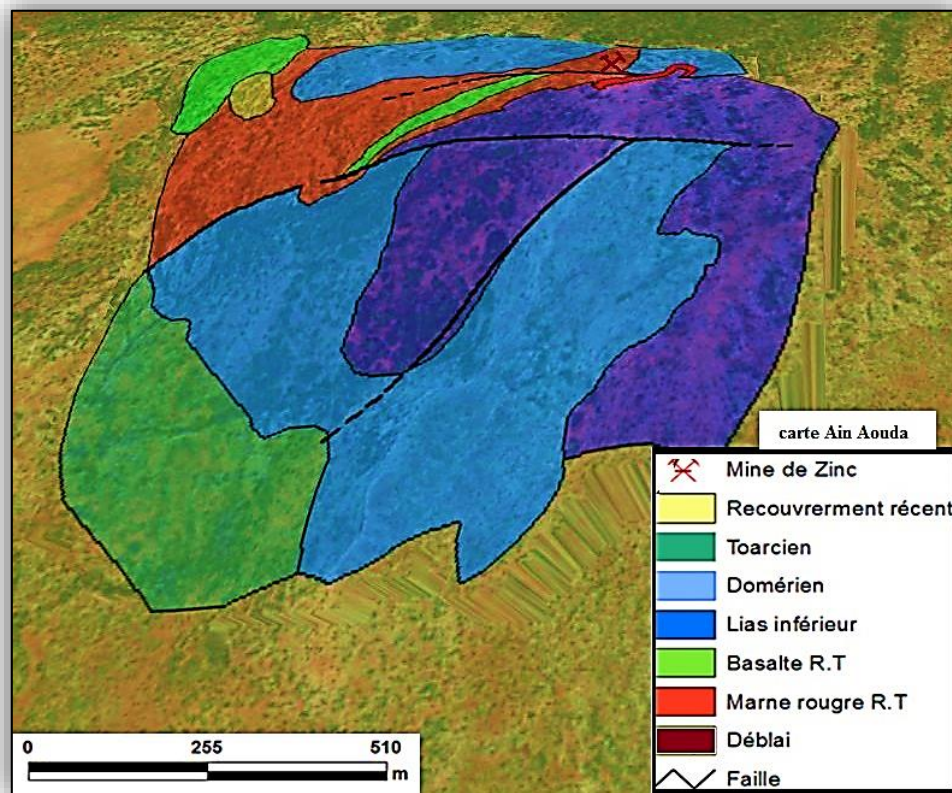 carte Ain Aouda
Mine de Zinc
Recouvrerment récent
Toarcien
Domérien
Lias inférieur
Basalte R.T
Marne rougre R.T
Déblai
Faille
0 255 510
m